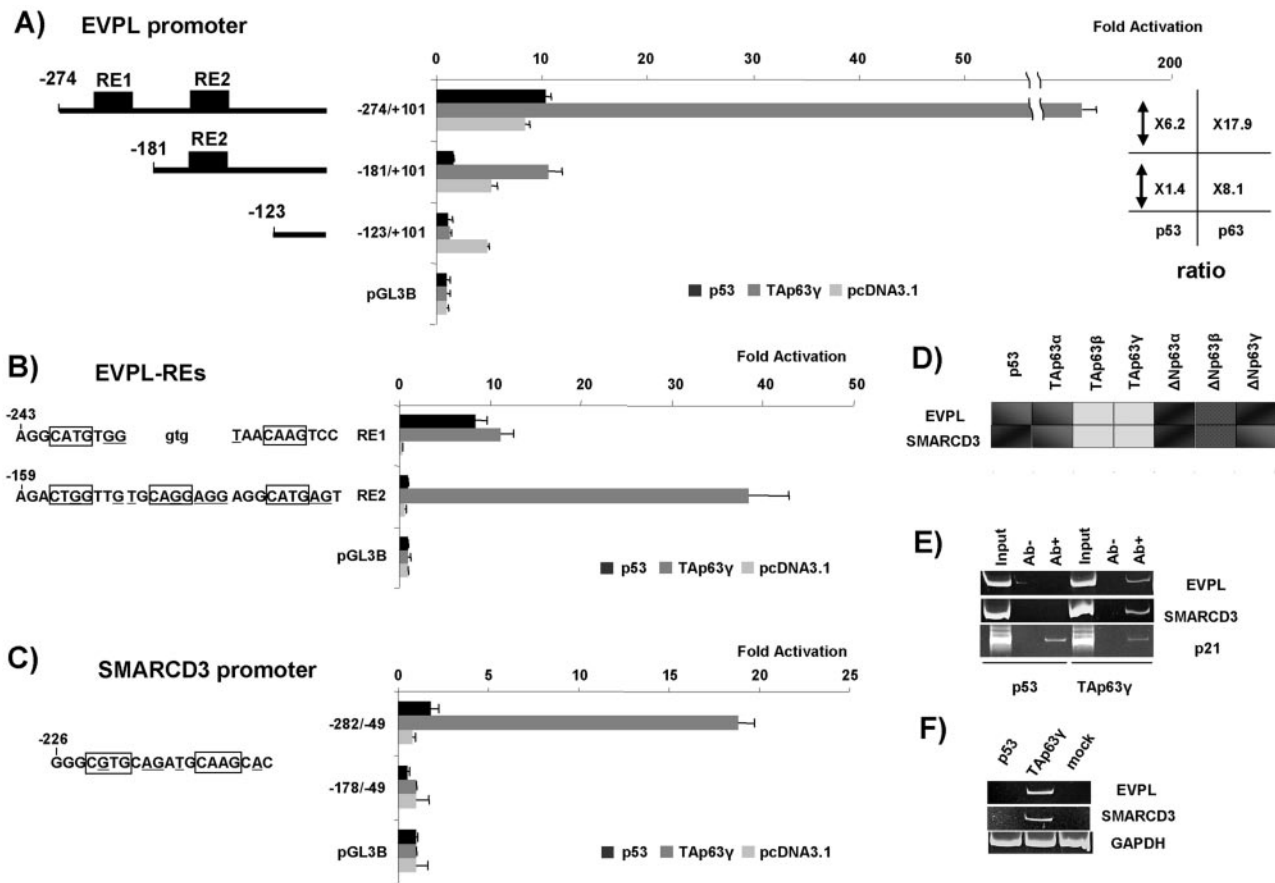 A) EVPL promoter
Fold Activation
0 10 20 30 40 50 200
-274 RE1 RE2
-274/+101
X6.2 X17.9
-181 RE2
-181/+101
X1.4 X8.1
-123
-123/+101
p53 p63
ratio
pGL3B
p53 TAp63γ pcDNA3.1
B) EVPL-REs
Fold Activation
0 10 20 30 40 50
-243
AGGCATGTGG gtg TAACAAGTCC RE1
-159
AGACTGGTTGTGCAGGAGG AGGCATGAGT RE2
pGL3B
p53 TAp63γ pcDNA3.1
C) SMARCD3 promoter
Fold Activation
0 5 10 15 20 25
-282/-49
-226
GGGCGTGCAGATGCAAGCAC
-178/-49
pGL3B
p53 TAp63γ pcDNA3.1
D)
p53 TAp63α TAp63β TAp63γ ΔNp63α ΔNp63β ΔNp63γ
EVPL
SMARCD3
E)
Input Ab- Ab+ Input Ab- Ab+
EVPL
SMARCD3
p21
p53 TAp63γ
F)
p53 TAp63γ mock
EVPL
SMARCD3
GAPDH